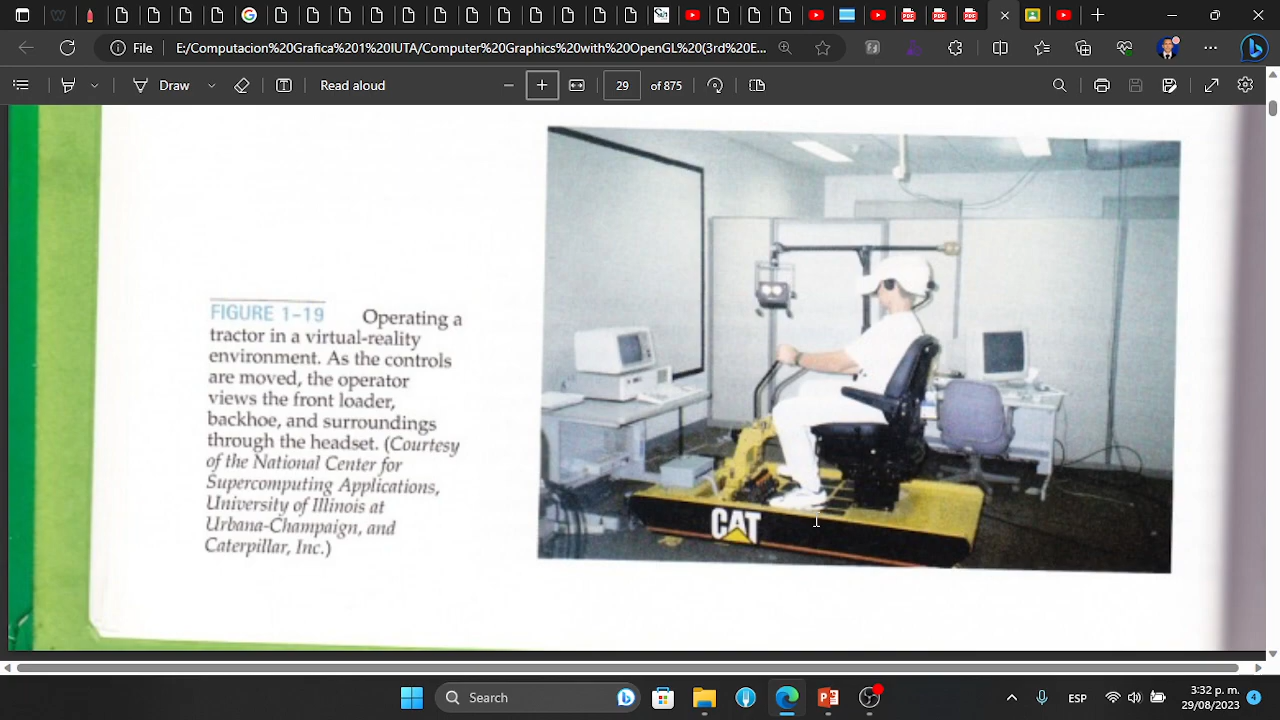 File
E:/Computacion%20Grafica%201%20IUTA/Computer%20Graphics%20with%20OpenGL%20(3rd%20E...
Draw
Read aloud
29
of 875
FIGURE 1-19 Operating a
tractor in a virtual-reality
environment. As the controls
are moved, the operator
views the front loader,
backhoe, and surroundings
through the headset. (Courtesy
of the National Center for
Supercomputing Applications,
University of Illinois at
Urbana-Champaign, and
Caterpillar, Inc.)
CAT
Search
ESP
3:32 p. m.
29/08/2023
4